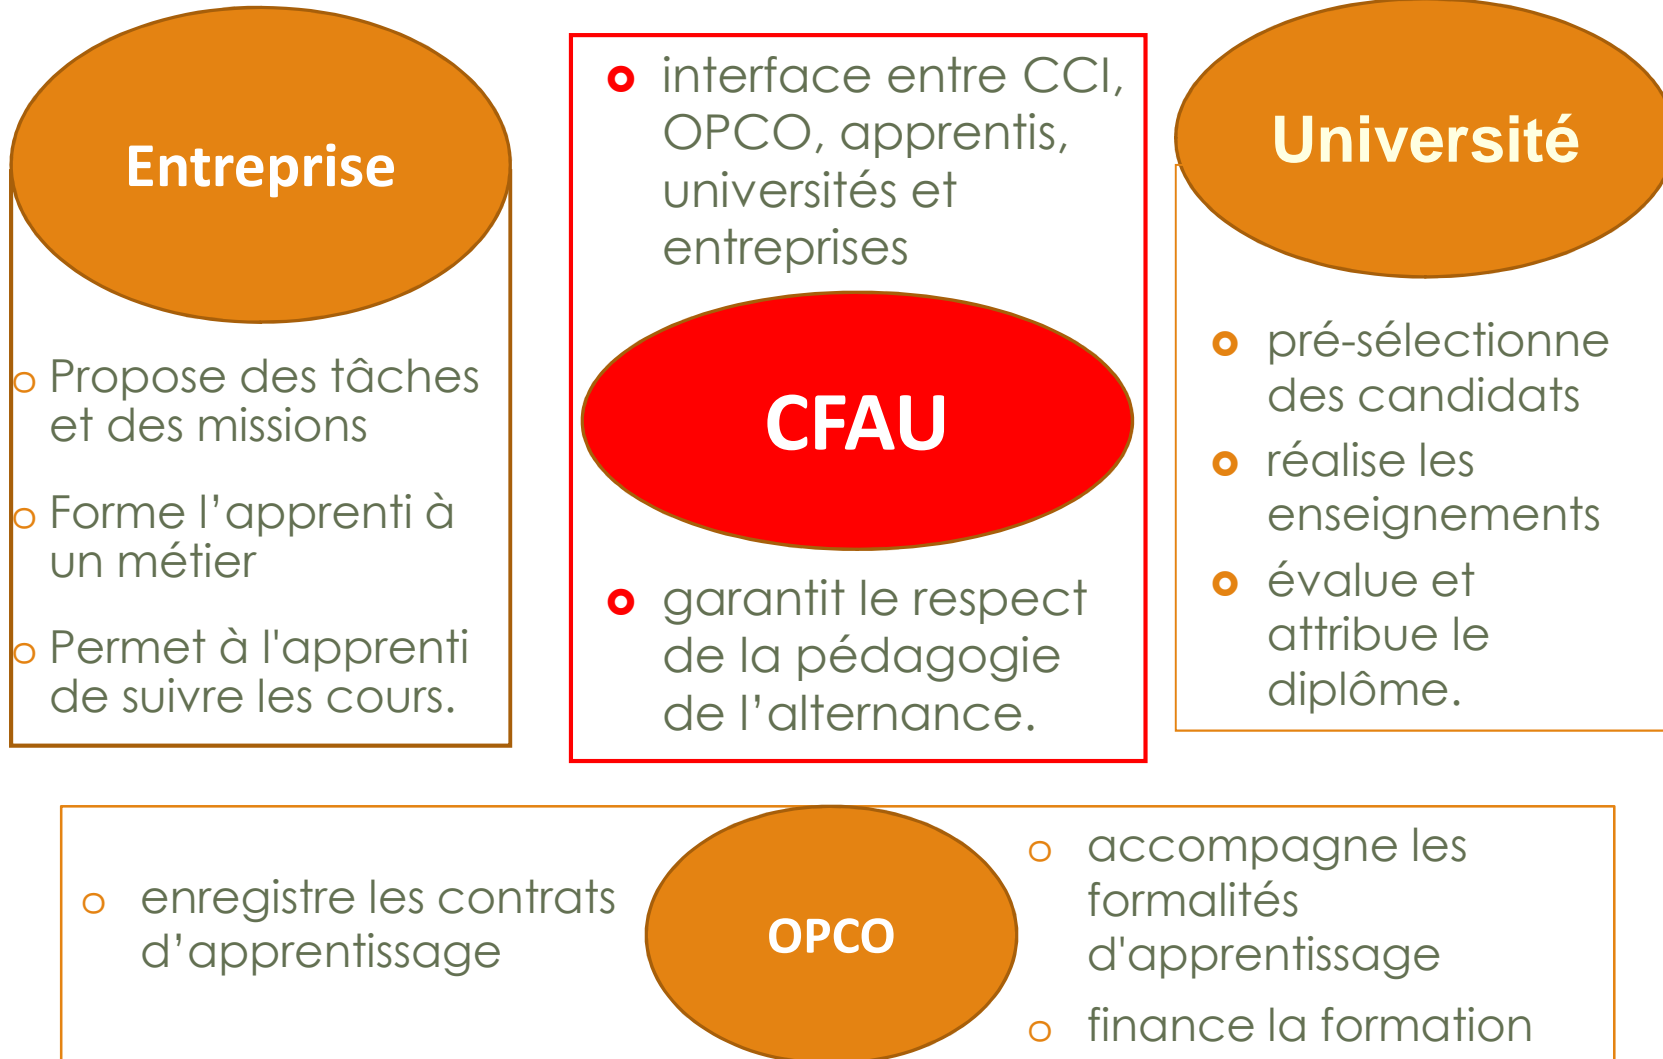 Entreprise
o Propose des tâches
et des missions
o Forme l’apprenti à
un métier
o Permet à l'apprenti
de suivre les cours.
interface entre CCI,
OPCO, apprentis,
universités et
entreprises
CFAU
garantit le respect
de la pédagogie
de l’alternance.
Université
pré-sélectionne
des candidats
réalise les
enseignements
évalue et
attribue le
diplôme.
o enregistre les contrats
d’apprentissage
OPCO
o accompagne les
formalités
d'apprentissage
o finance la formation